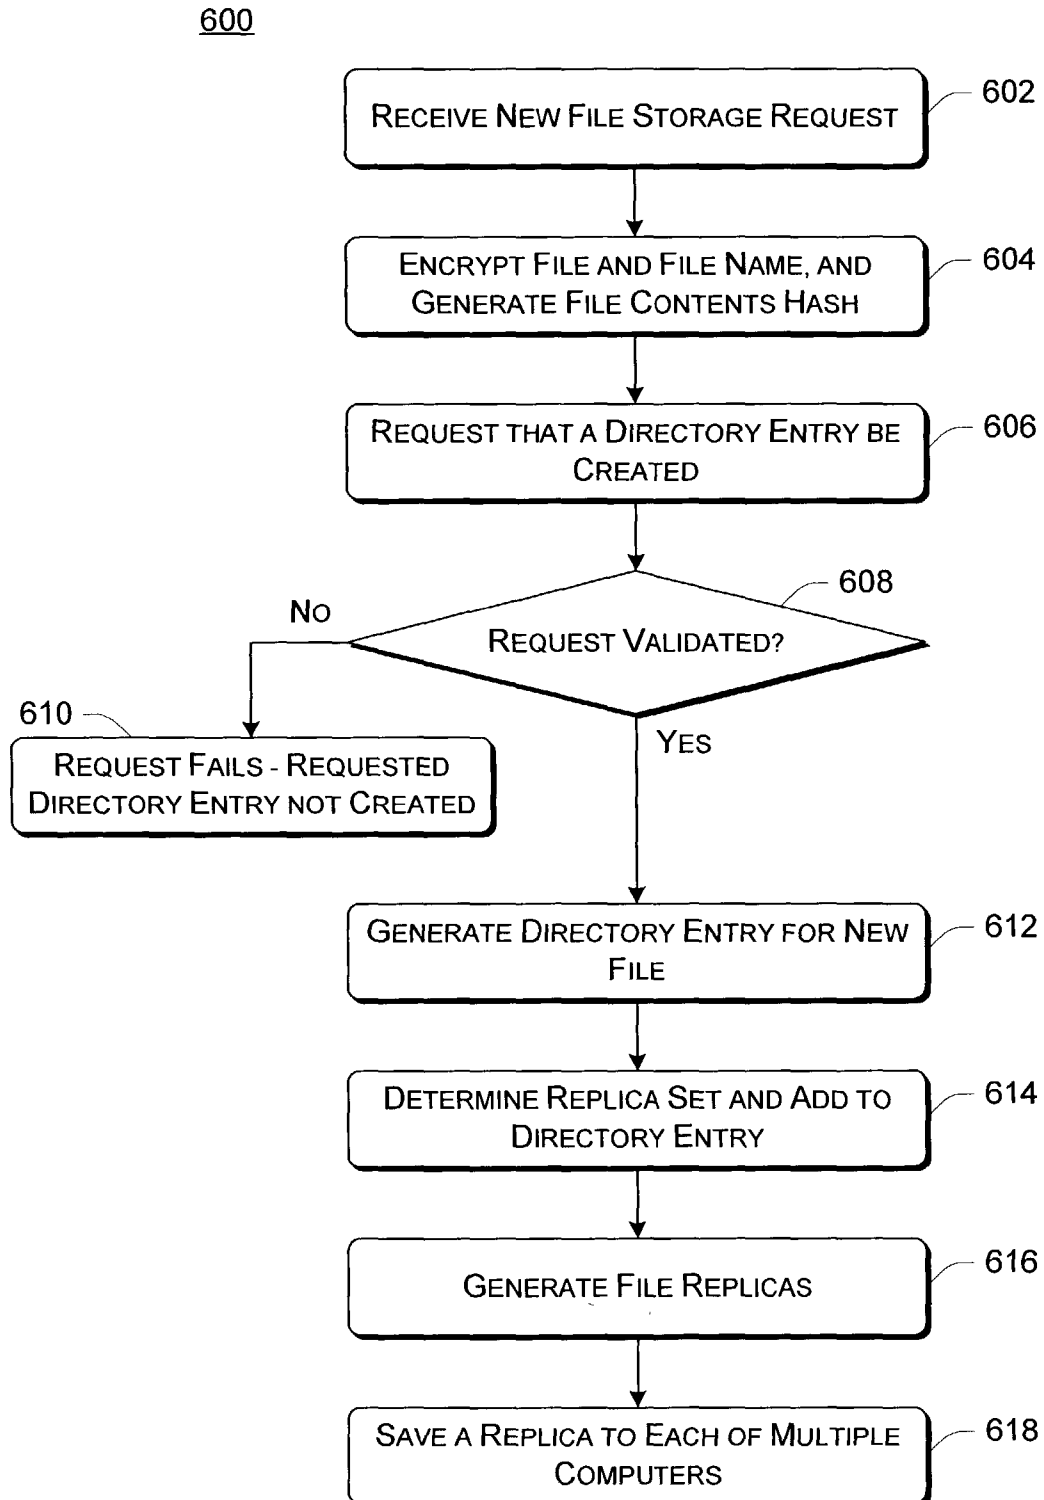 600
RECEIVE NEW FILE STORAGE REQUEST
602
ENCRYPT FILE AND FILE NAME, AND
GENERATE FILE CONTENTS HASH
604
REQUEST THAT A DIRECTORY ENTRY BE
CREATED
606
608
NO
REQUEST VALIDATED?
610
YES
REQUEST FAILS - REQUESTED
DIRECTORY ENTRY NOT CREATED
GENERATE DIRECTORY ENTRY FOR NEW
FILE
612
DETERMINE REPLICA SET AND ADD TO
DIRECTORY ENTRY
614
GENERATE FILE REPLICAS
616
SAVE A REPLICA TO EACH OF MULTIPLE
COMPUTERS
618